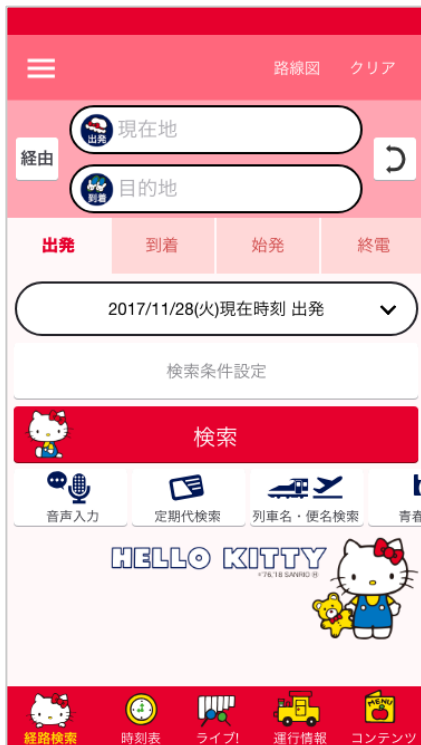 路線図 クリア
出発 現在地
経由
到着 目的地
出発 到着 始発 終電
2017/11/28(火)現在時刻 出発
検索条件設定
検索
音声入力 定期代検索 列車名・便名検索 青春
HELLO KITTY
©'76,'18 SANRIO Ⓗ
MENU
経路検索 時刻表 ライブ! 運行情報 コンテンツ